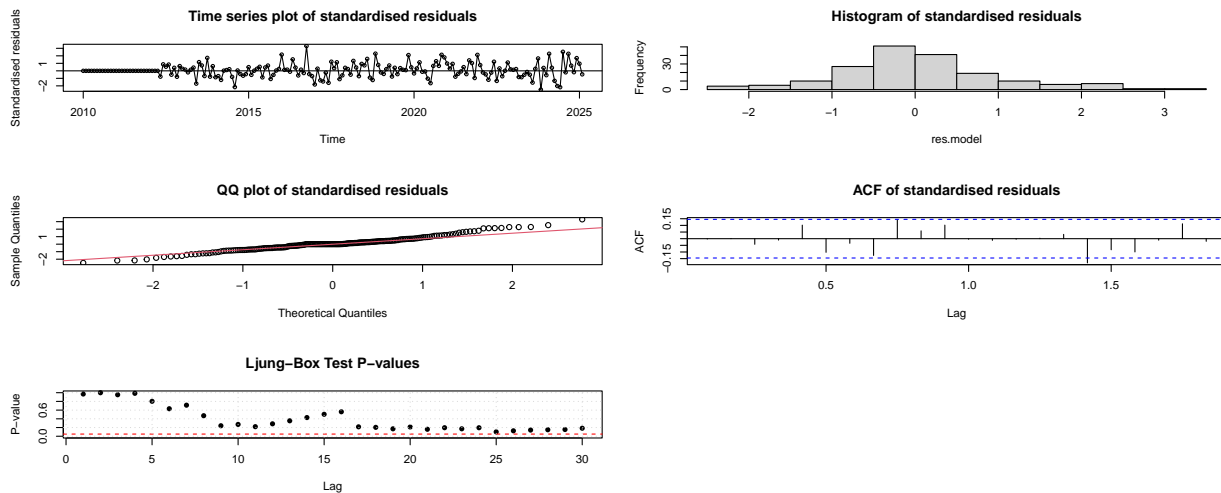 Time series plot of standardised residuals
Standardised residuals
1
−2
2010
2015
2020
2025
Time
Histogram of standardised residuals
Frequency
30
0
−2
−1
0
1
2
3
res.model
QQ plot of standardised residuals
Sample Quantiles
1
−2
−2
−1
0
1
2
Theoretical Quantiles
ACF of standardised residuals
ACF
0.15
−0.15
0.5
1.0
1.5
Lag
Ljung−Box Test P−values
P−value
0.6
0.0
0
5
10
15
20
25
30
Lag